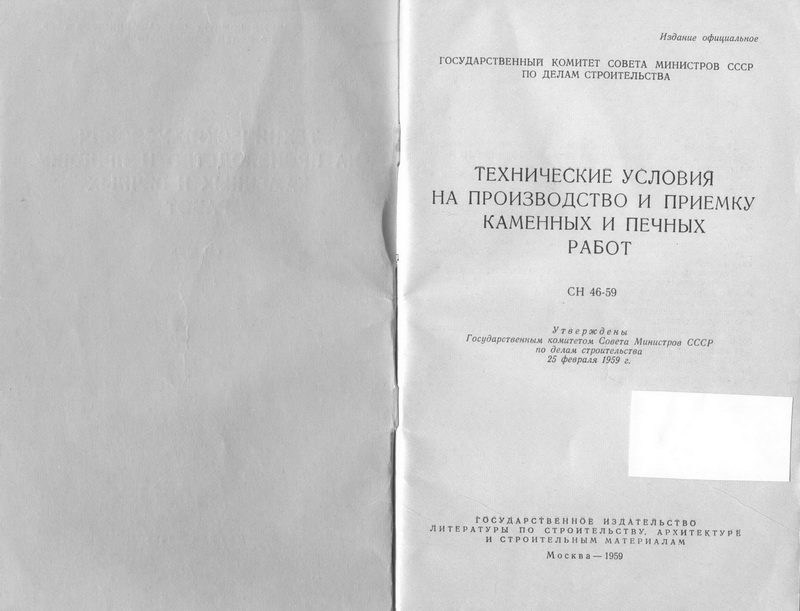 Издание официальное
ГОСУДАРСТВЕННЫЙ КОМИТЕТ СОВЕТА МИНИСТРОВ СССР
ПО ДЕЛАМ СТРОИТЕЛЬСТВА
ТЕХНИЧЕСКИЕ УСЛОВИЯ
НА ПРОИЗВОДСТВО И ПРИЕМКУ
КАМЕННЫХ И ПЕЧНЫХ
РАБОТ
СН 46-59
Утверждены
Государственным комитетом Совета Министров СССР
по делам строительства
25 февраля 1959 г.
ГОСУДАРСТВЕННОЕ ИЗДАТЕЛЬСТВО
ЛИТЕРАТУРЫ ПО СТРОИТЕЛЬСТВУ, АРХИТЕКТУРЕ
И СТРОИТЕЛЬНЫМ МАТЕРИАЛАМ
Москва — 1959